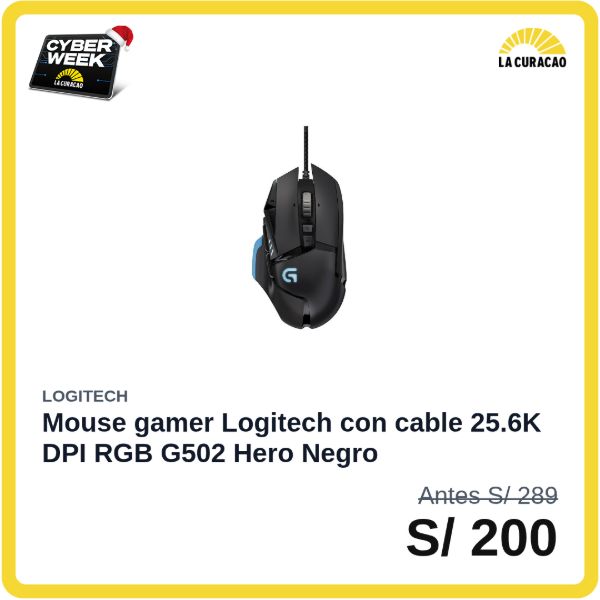 CYBER
WEEK
LA CURACAO
LA CURACAO
G
LOGITECH
Mouse gamer Logitech con cable 25.6K
DPI RGB G502 Hero Negro
Antes S/ 289
S/ 200